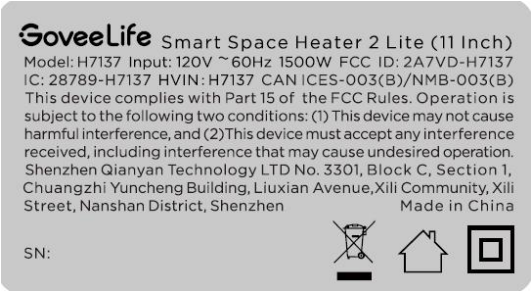 GoveeLife Smart Space Heater 2 Lite (11 Inch)
Model: H7137 Input: 120V ~60Hz 1500W FCC ID: 2A7VD-H7137
IC: 28789-H7137 HVIN: H7137 CAN ICES-003(B)/NMB-003(B)
This device complies with Part 15 of the FCC Rules. Operation is
subject to the following two conditions: (1) This device may not cause
harmful interference, and (2)This device must accept any interference
received, including interference that may cause undesired operation.
Shenzhen Qianyan Technology LTD No. 3301, Block C, Section 1,
Chuangzhi Yuncheng Building, Liuxian Avenue,Xili Community, Xili
Street, Nanshan District, Shenzhen Made in China
SN: